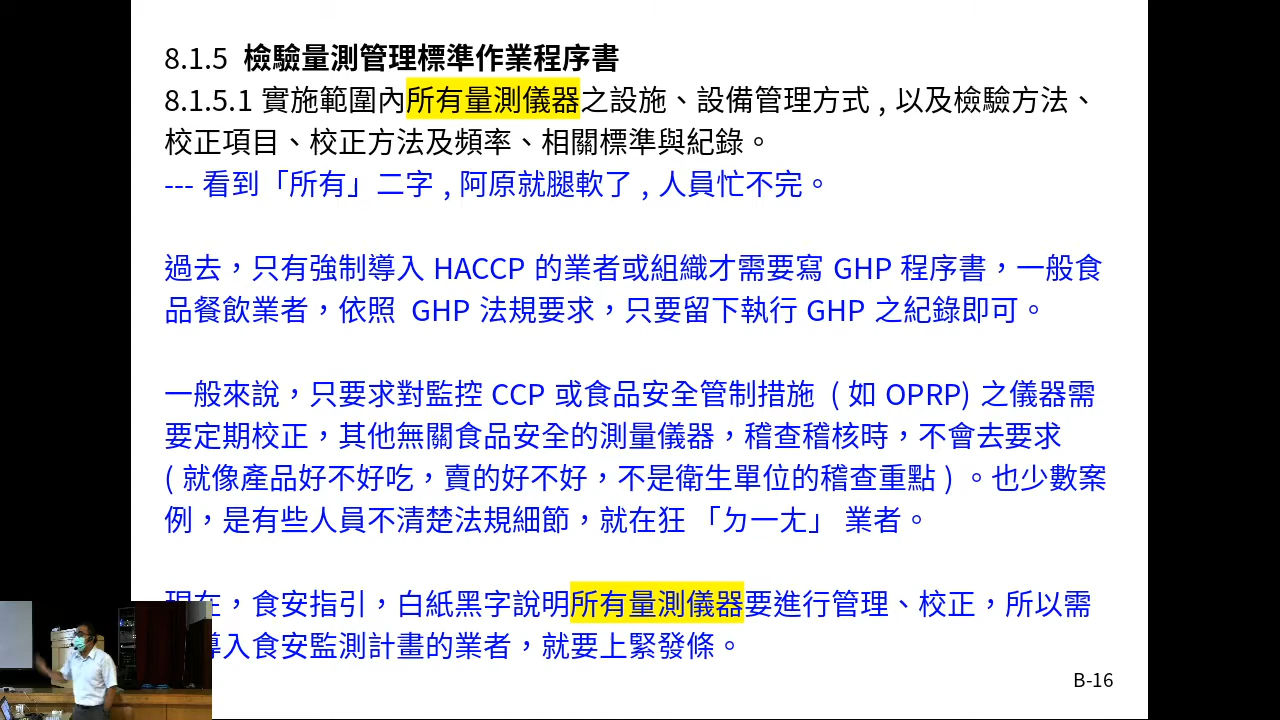 8.1.5 檢驗量測管理標準作業程序書
8.1.5.1 實施範圍內所有量測儀器之設施、設備管理方式 , 以及檢驗方法、
校正項目、校正方法及頻率、相關標準與紀錄。
--- 看到「所有」二字 , 阿原就腿軟了 , 人員忙不完。
過去，只有強制導入 HACCP 的業者或組織才需要寫 GHP 程序書，一般食
品餐飲業者，依照 GHP 法規要求，只要留下執行 GHP 之紀錄即可。
一般來說，只要求對監控 CCP 或食品安全管制措施 ( 如 OPRP) 之儀器需
要定期校正，其他無關食品安全的測量儀器，稽查稽核時，不會去要求
( 就像產品好不好吃，賣的好不好，不是衛生單位的稽查重點 ) 。也少數案
例，是有些人員不清楚法規細節，就在狂 「ㄉㄧㄤ」 業者。
現在，食安指引，白紙黑字說明所有量測儀器要進行管理、校正，所以需
導入食安監測計畫的業者，就要上緊發條。
B-16